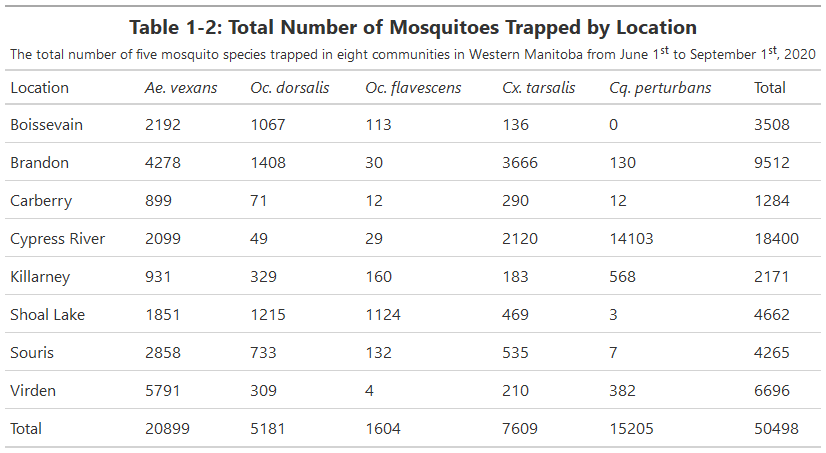 Table 1-2: Total Number of Mosquitoes Trapped by Location
The total number of five mosquito species trapped in eight communities in Western Manitoba from June 1st to September 1st, 2020
Location Ae. vexans Oc. dorsalis Oc. flavescens Cx. tarsalis Cq. perturbans Total
Boissevain 2192 1067 113 136 0 3508
Brandon 4278 1408 30 3666 130 9512
Carberry 899 71 12 290 12 1284
Cypress River 2099 49 29 2120 14103 18400
Killarney 931 329 160 183 568 2171
Shoal Lake 1851 1215 1124 469 3 4662
Souris 2858 733 132 535 7 4265
Virden 5791 309 4 210 382 6696
Total 20899 5181 1604 7609 15205 50498